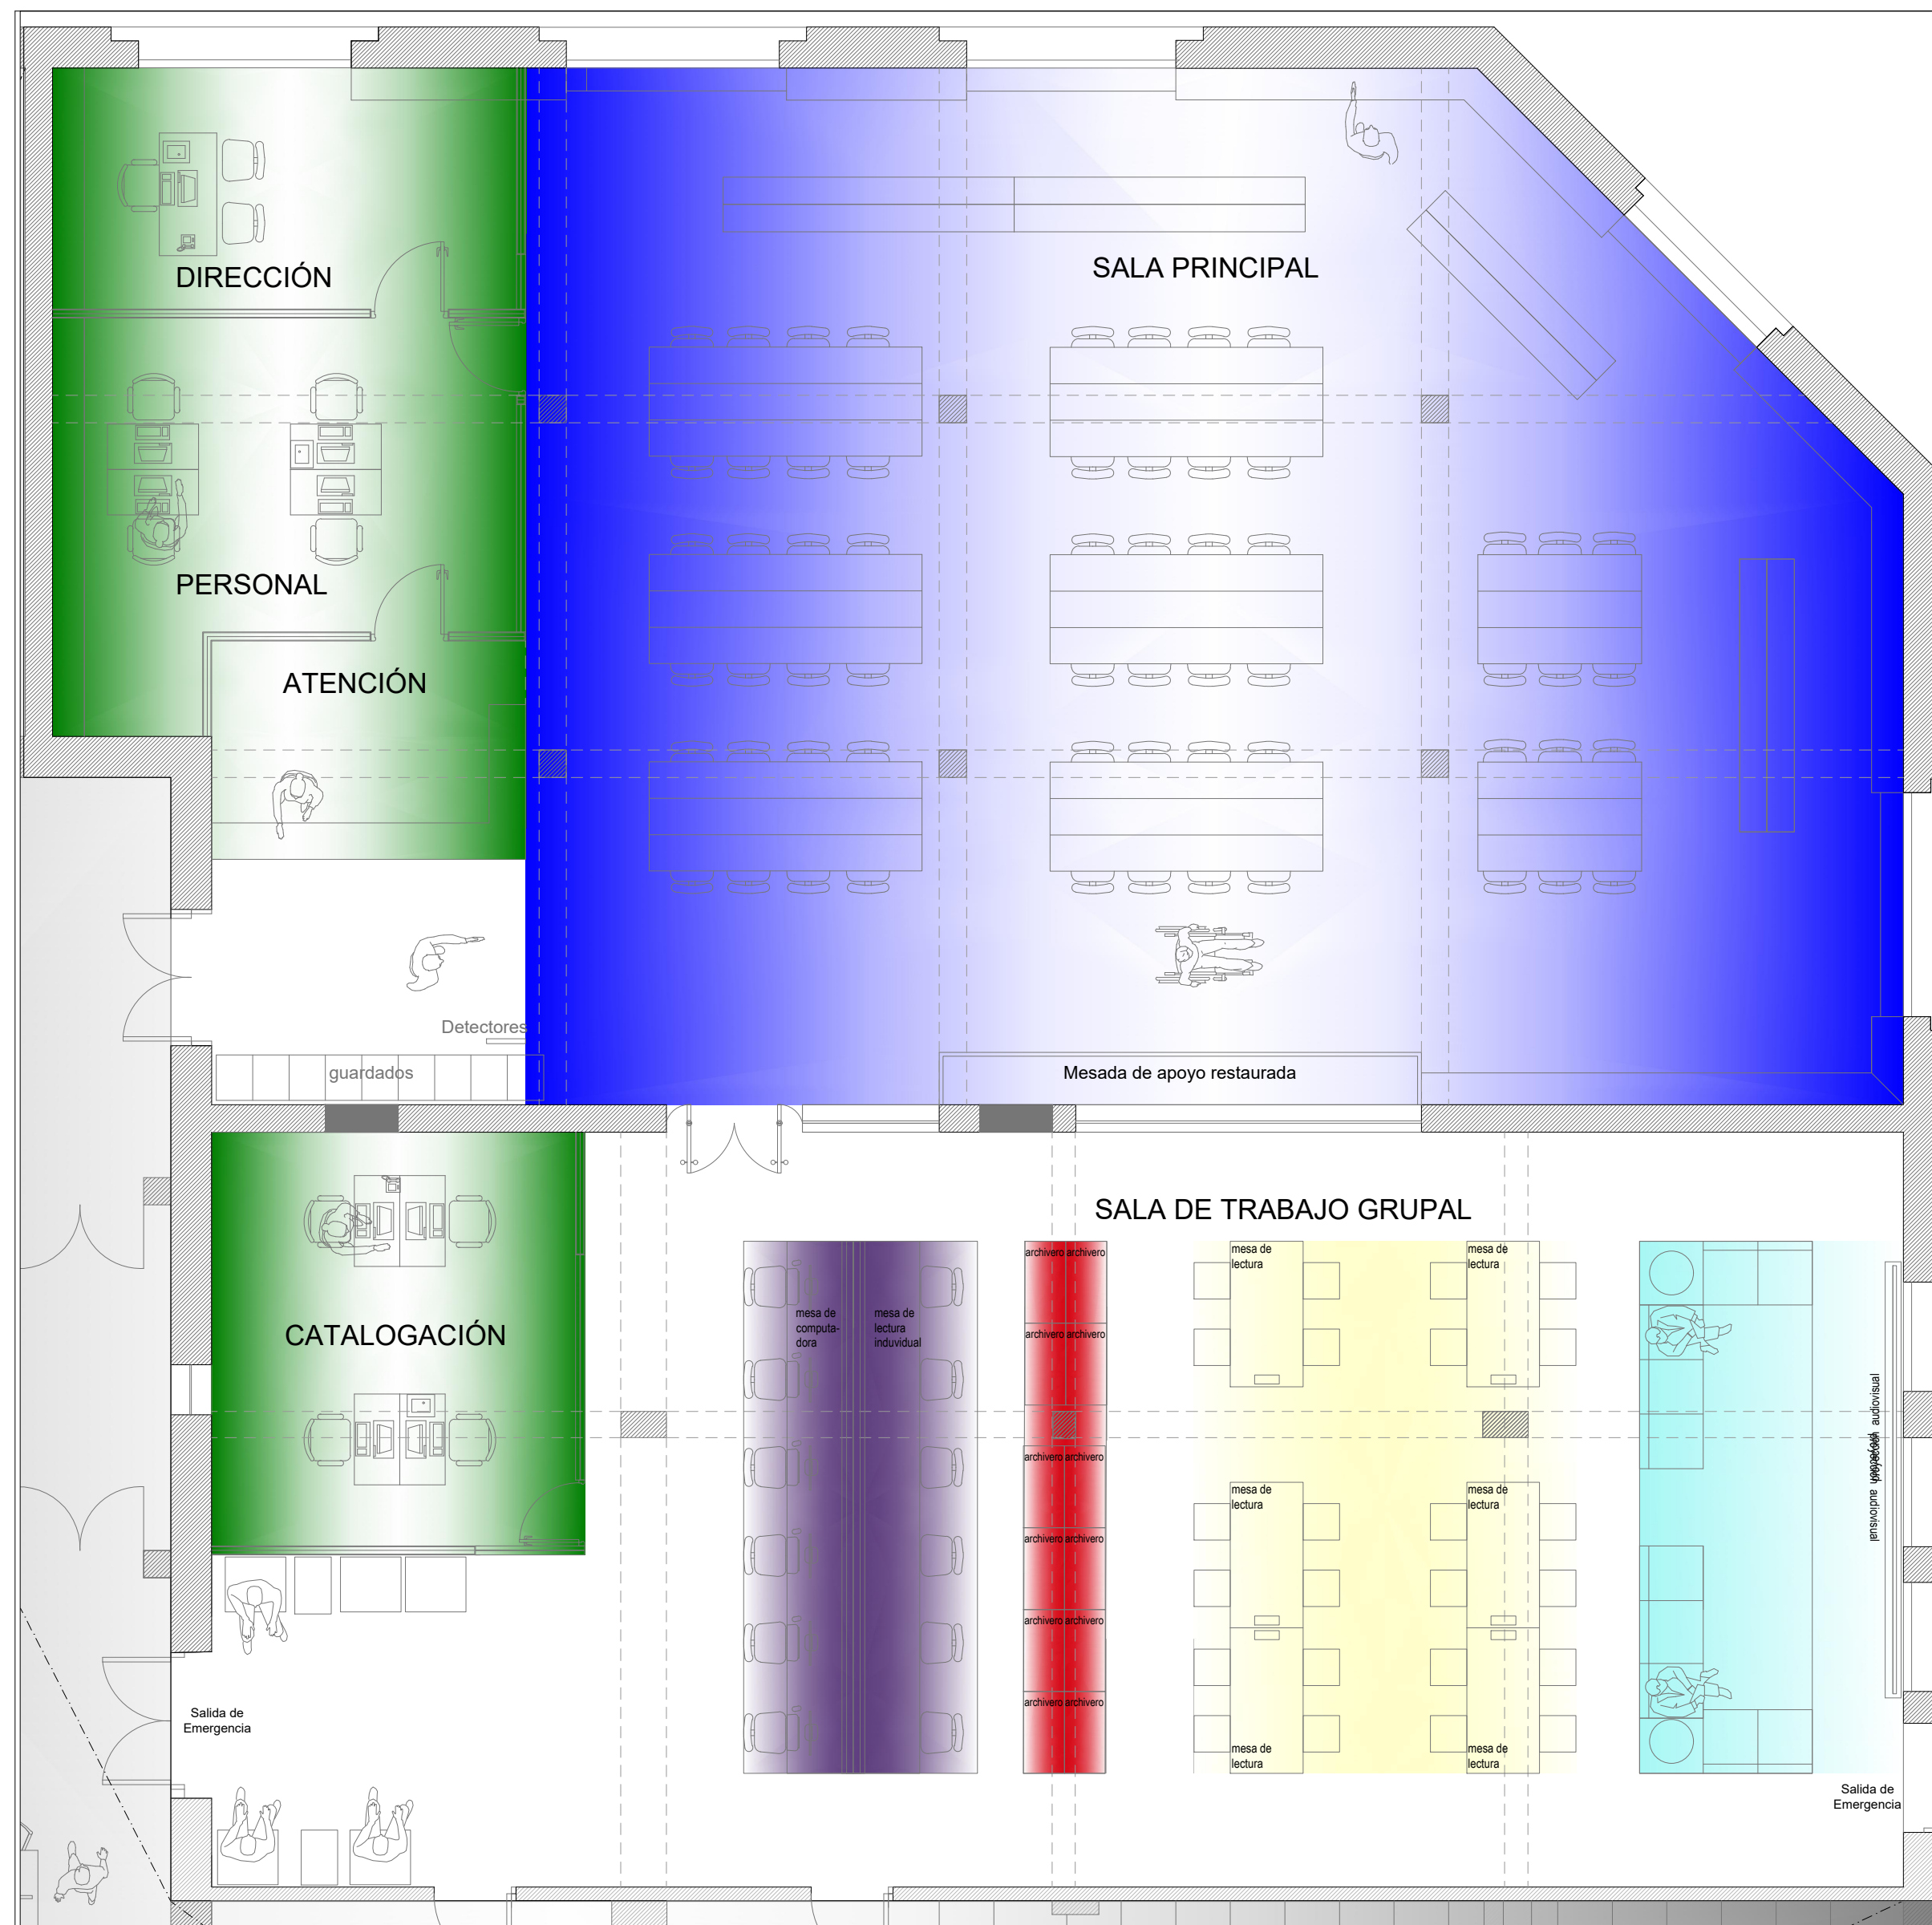 DIRECCIÓN
SALA PRINCIPAL
PERSONAL
ATENCIÓN
Detectores
guardados
Mesada de apoyo restaurada
SALA DE TRABAJO GRUPAL
archivero archivero
mesa de
lectura
mesa de
lectura
mesa de
computa-
dora
mesa de
lectura
induvidual
archivero archivero
CATALOGACIÓN
proyeccion audiovisual
proyeccion audiovisual
archivero archivero
mesa de
lectura
mesa de
lectura
archivero archivero
archivero archivero
archivero archivero
Salida de
Emergencia
mesa de
lectura
mesa de
lectura
Salida de
Emergencia